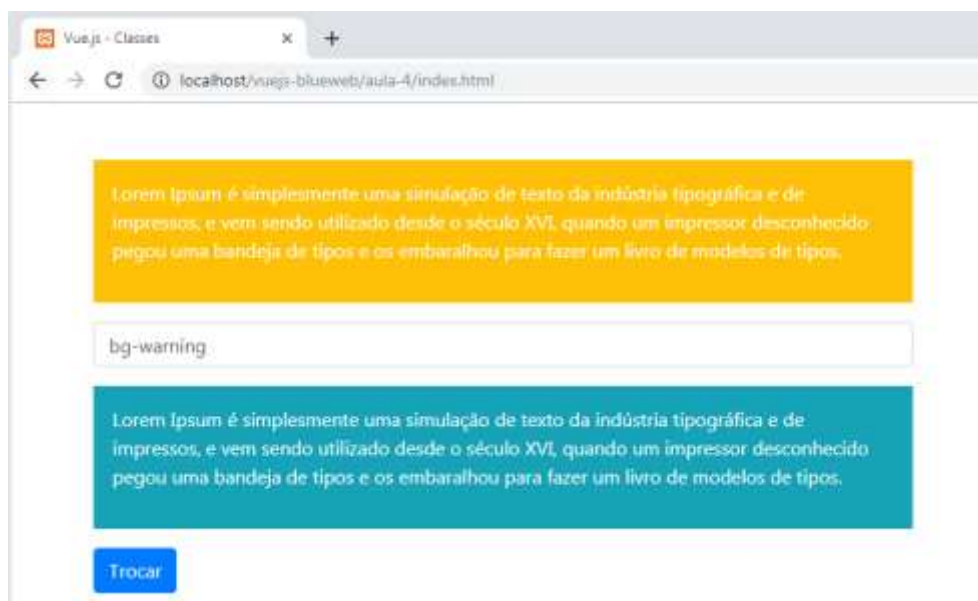 Vue.js - Classes
localhost/vuejs-blueweb/aula-4/index.html
Lorem Ipsum é simplesmente uma simulação de texto da indústria tipográfica e de
impressos, e vem sendo utilizado desde o século XVI, quando um impressor desconhecido
pegou uma bandeja de tipos e os embaralhou para fazer um livro de modelos de tipos.
bg-warning
Lorem Ipsum é simplesmente uma simulação de texto da indústria tipográfica e de
impressos, e vem sendo utilizado desde o século XVI, quando um impressor desconhecido
pegou uma bandeja de tipos e os embaralhou para fazer um livro de modelos de tipos.
Trocar